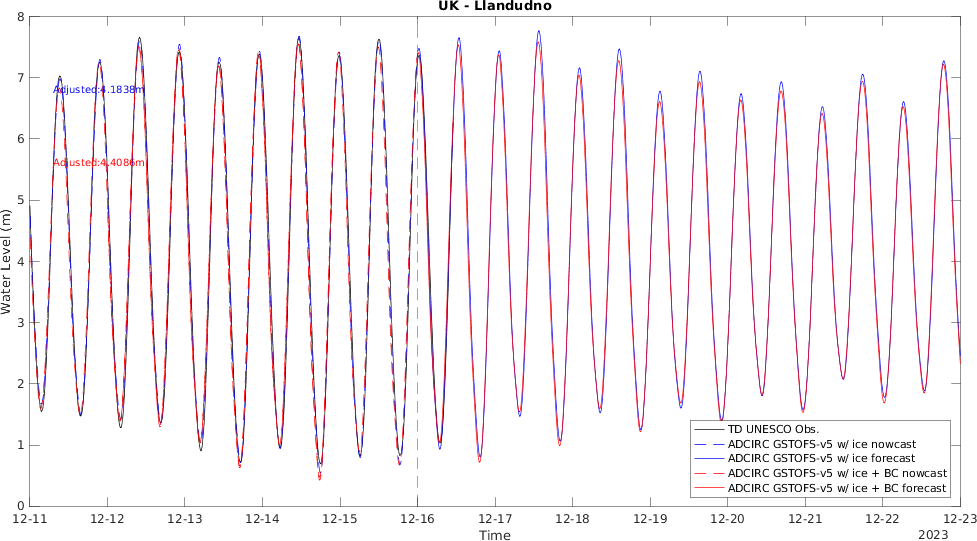 UK - Llandudno
8
7
6
5
4
3
2
1
0
Water Level (m)
Adjusted:4.1838m
Adjusted:4.4086m
TD UNESCO Obs.
ADCIRC GSTOFS-v5 w/ ice nowcast
ADCIRC GSTOFS-v5 w/ ice forecast
ADCIRC GSTOFS-v5 w/ ice + BC nowcast
ADCIRC GSTOFS-v5 w/ ice + BC forecast
12-11 12-12 12-13 12-14 12-15 12-16 12-17 12-18 12-19 12-20 12-21 12-22 12-23
Time
2023